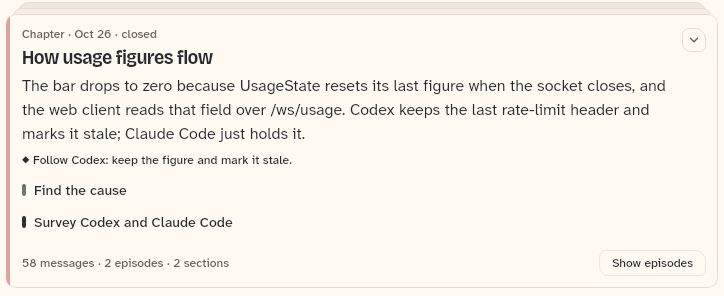 Chapter · Oct 26 · closed
How usage figures flow
The bar drops to zero because UsageState resets its last figure when the socket closes, and
the web client reads that field over /ws/usage. Codex keeps the last rate-limit header and
marks it stale; Claude Code just holds it.
◆ Follow Codex: keep the figure and mark it stale.
Find the cause
Survey Codex and Claude Code
58 messages · 2 episodes · 2 sections
Show episodes